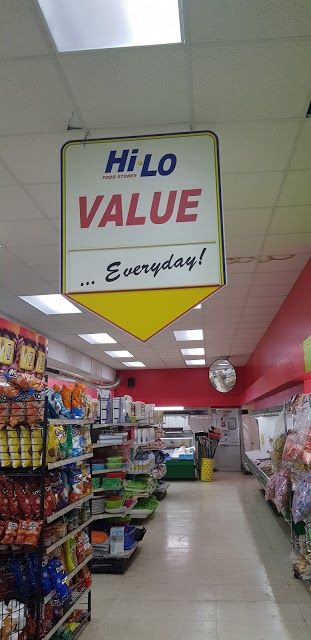 Hi-LO
FOOD STORES
VALUE
... Everyday!